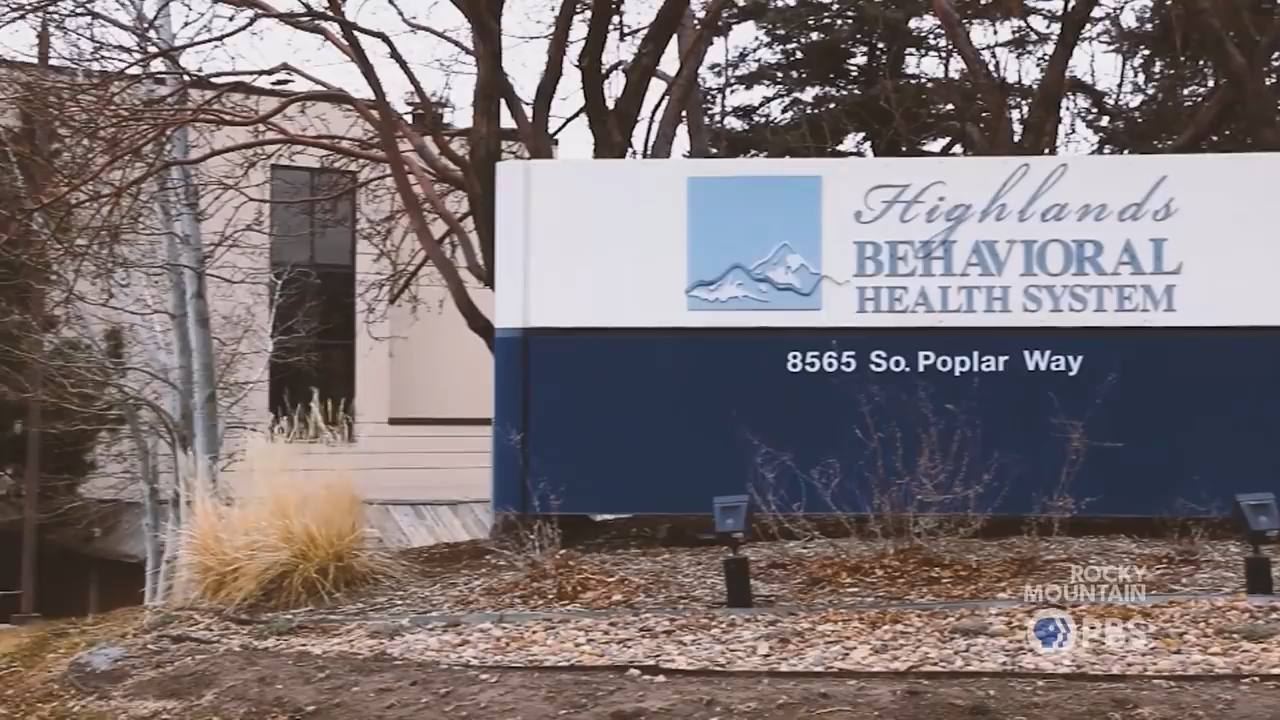 Highlands
BEHAVIORAL
HEALTH SYSTEM
8565 So. Poplar Way
ROCKY
MOUNTAIN
PBS